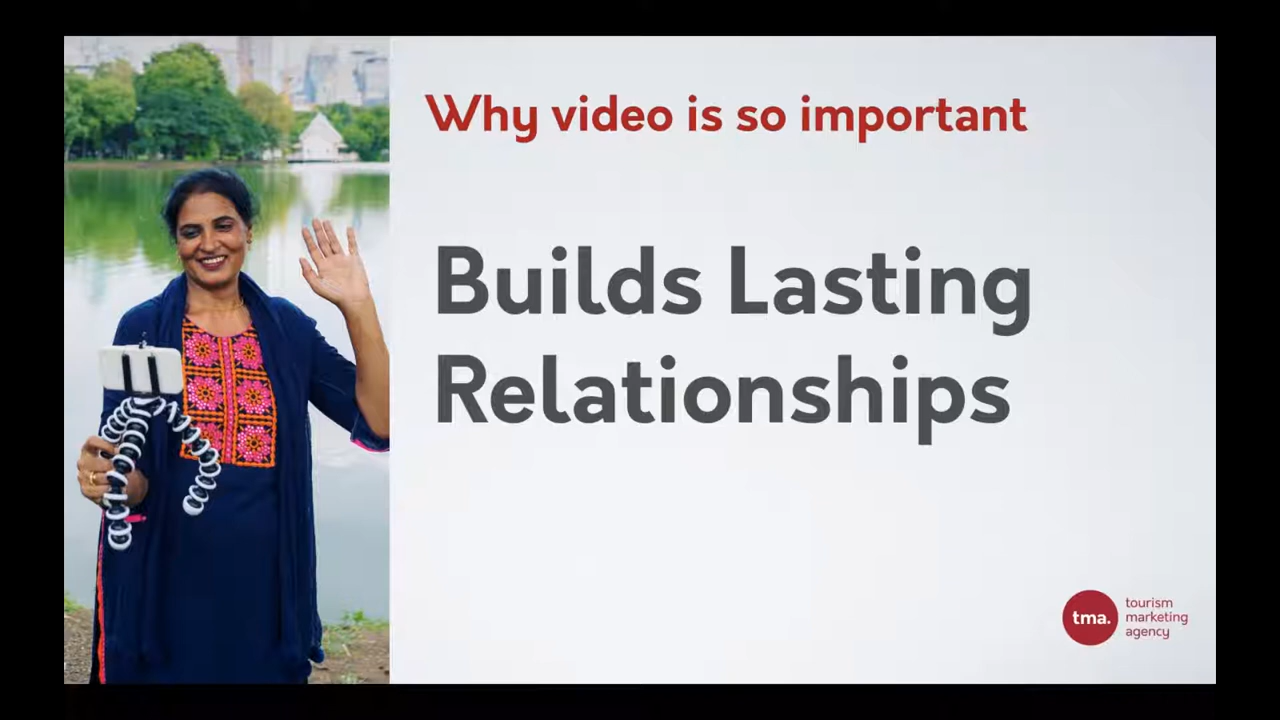 Why video is so important
Builds Lasting
Relationships
tma.
tourism
marketing
agency